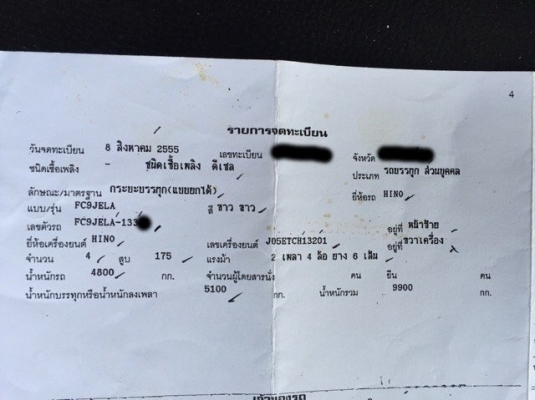 4
รายการจดทะเบียน
วันจดทะเบียน 8 สิงหาคม 2555 เลขทะเบียน จังหวัด
ชนิดเชื้อเพลิง - ชนิดเชื้อเพลิง ดีเซล ประเภท รถบรรทุก ส่วนบุคคล
ลักษณะ/มาตรฐาน กระบะบรรทุก(แบบยกได้) ยี่ห้อรถ HINO
แบบ/รุ่น FC9JELA สี ขาว ขาว
เลขตัวรถ FC9JELA-133 อยู่ที่ หน้าซ้าย
ยี่ห้อเครื่องยนต์ HINO เลขเครื่องยนต์ J05ETCH13201 อยู่ที่ ขวาเครื่อง
จำนวน 4 สูบ 175 แรงม้า 2 เพลา 4 ล้อ ยาง 6 เส้น
น้ำหนักรถ 4800 กก. จำนวนผู้โดยสารนั่ง คน ยืน คน
น้ำหนักบรรทุกหรือน้ำหนักลงเพลา 5100 กก. น้ำหนักรวม 9900 กก.